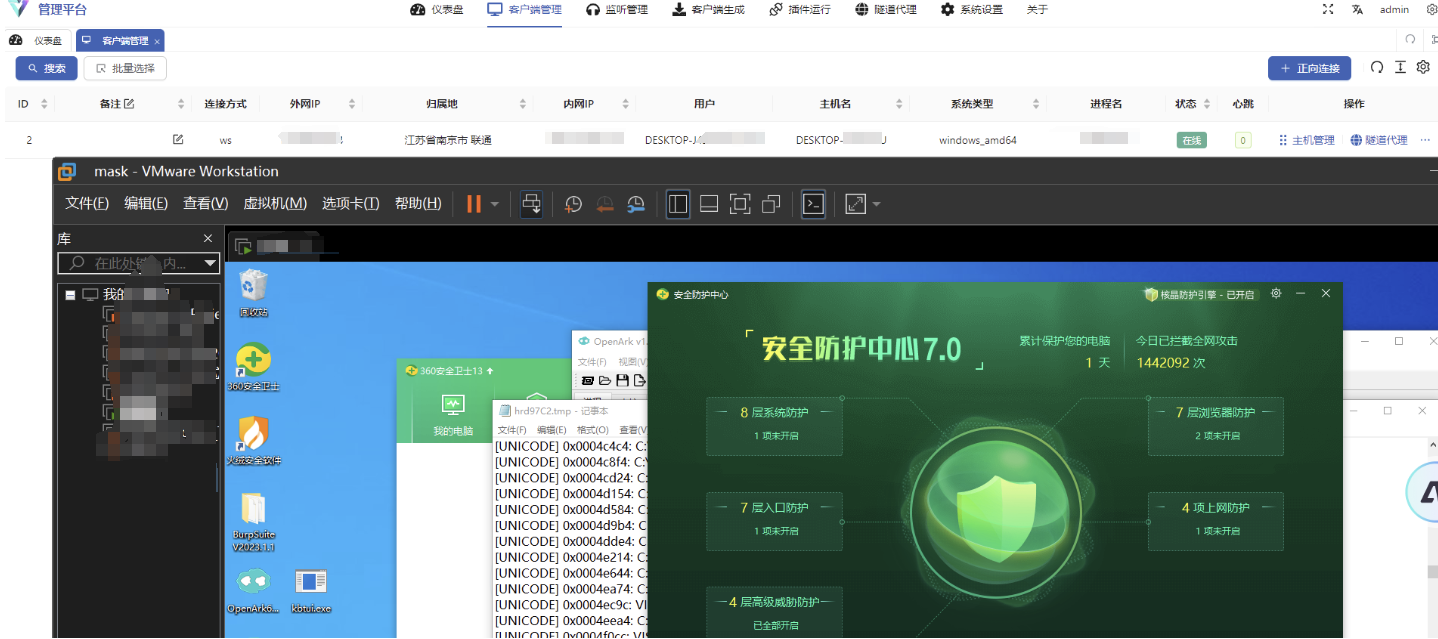 管理平台 仪表盘 客户端管理 监听管理 客户端生成 插件运行 隧道代理 系统设置 关于 admin
仪表盘 客户端管理 ×
搜索 批量选择 + 正向连接
ID 备注 连接方式 外网IP 归属地 内网IP 用户 主机名 系统类型 进程名 状态 心跳 操作
2 ws 江苏省南京市 联通 DESKTOP-J DESKTOP- J windows_amd64 在线 0 主机管理 隧道代理 ...
mask - VMware Workstation
文件(F) 编辑(E) 查看(V) 虚拟机(M) 选项卡(T) 帮助(H)
库 ×
在此处 内...
我的
回收站
360安全卫士
火绒安全软件
BurpSuite
V2023.1.1
OpenArk6...
kbtui.exe
360安全卫士13
我的电脑
OpenArk v1.
文件(F) 视图(V)
hrd97C2.tmp - 记事本
文件(F) 编辑(E) 格式(O) 查看(V)
[UNICODE] 0x0004c4c4: C:
[UNICODE] 0x0004c8f4: C:
[UNICODE] 0x0004cd24: C:
[UNICODE] 0x0004d154: C:
[UNICODE] 0x0004d584: C:
[UNICODE] 0x0004d9b4: C:
[UNICODE] 0x0004dde4: C
[UNICODE] 0x0004e214: C:
[UNICODE] 0x0004e644: C:
[UNICODE] 0x0004ea74: C:
[UNICODE] 0x0004ec9c: VI
[UNICODE] 0x0004eea4: C:
[UNICODE] 0x0004f0cc: VI
安全防护中心 核晶防护引擎 - 已开启
安全防护中心7.0
累计保护您的电脑
1 天
今日已拦截全网攻击
1442092 次
8 层系统防护
1 项未开启
7 层浏览器防护
2 项未开启
7 层入口防护
1 项未开启
4 项上网防护
1 项未开启
4 层高级威胁防护
已全部开启